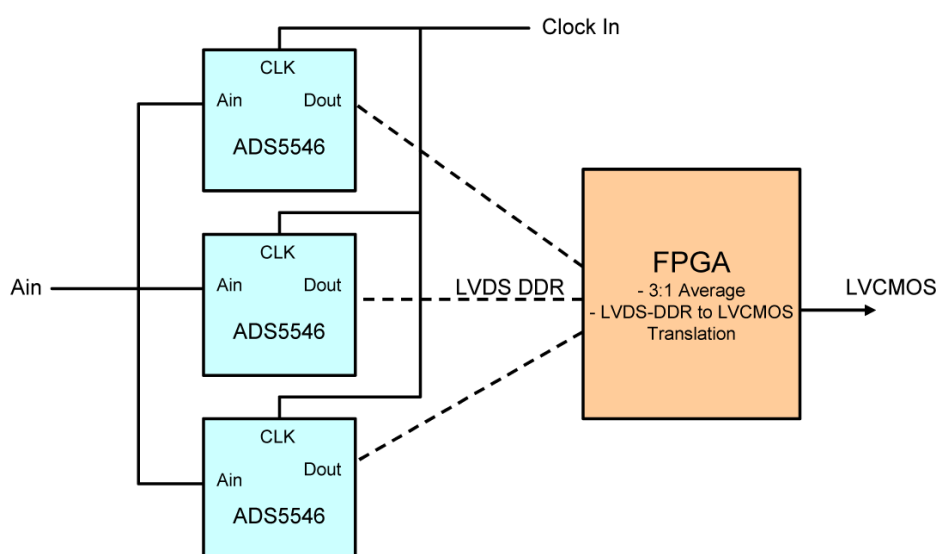 Clock In
CLK
Ain Dout
ADS5546
CLK
Ain Dout
ADS5546
CLK
Ain Dout
ADS5546
Ain
LVDS DDR
FPGA
- 3:1 Average
- LVDS-DDR to LVCMOS
Translation
LVCMOS